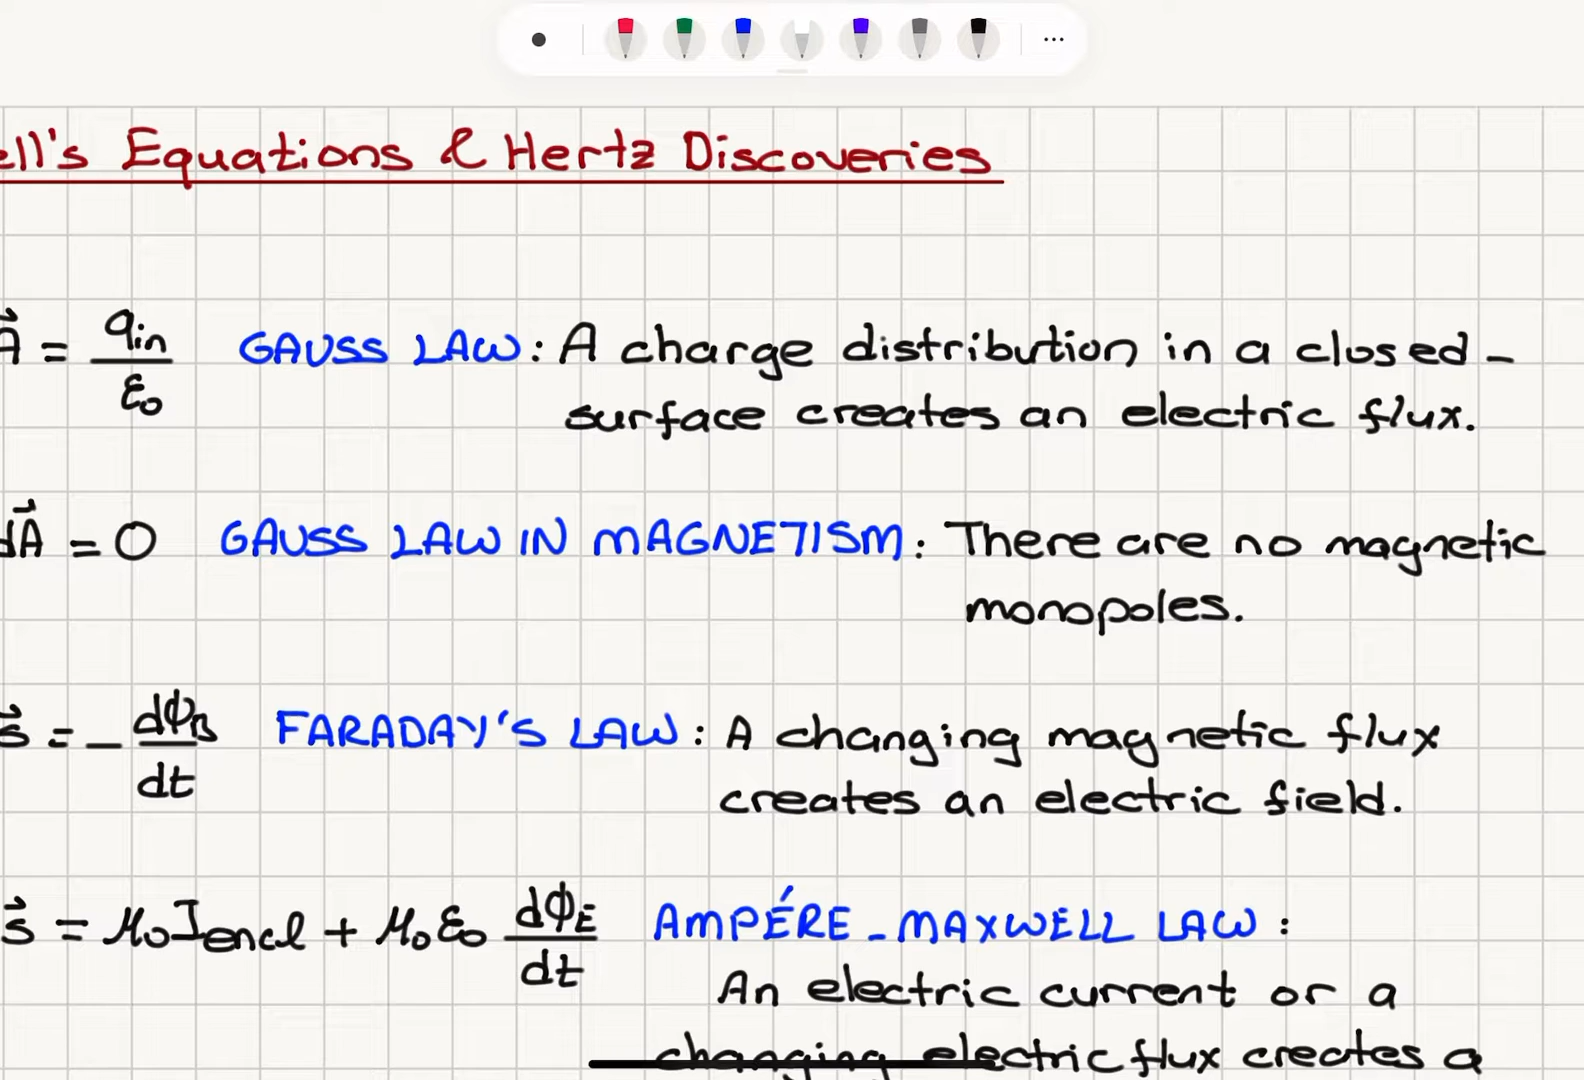 ell's Equations & Hertz Discoveries
A⃗ = qin/ε0 GAUSS LAW: A charge distribution in a closed-
surface creates an electric flux.
dA⃗ = 0 GAUSS LAW IN MAGNETISM: There are no magnetic
monopoles.
s⃗ = - dΦB/dt FARADAY'S LAW: A changing magnetic flux
creates an electric field.
s⃗ = μ0Iencl + μ0ε0 dΦE/dt AMPÉRE-MAXWELL LAW:
An electric current or a
changing electric flux creates a